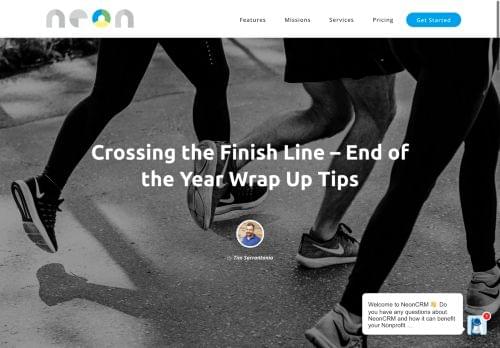 neon
Features Missions Services Pricing Get Started
Crossing the Finish Line – End of
the Year Wrap Up Tips
by Tim Sarrantonio
Welcome to NeonCRM 👋 Do
you have any questions about
NeonCRM and how it can benefit
your Nonprofit ...
1